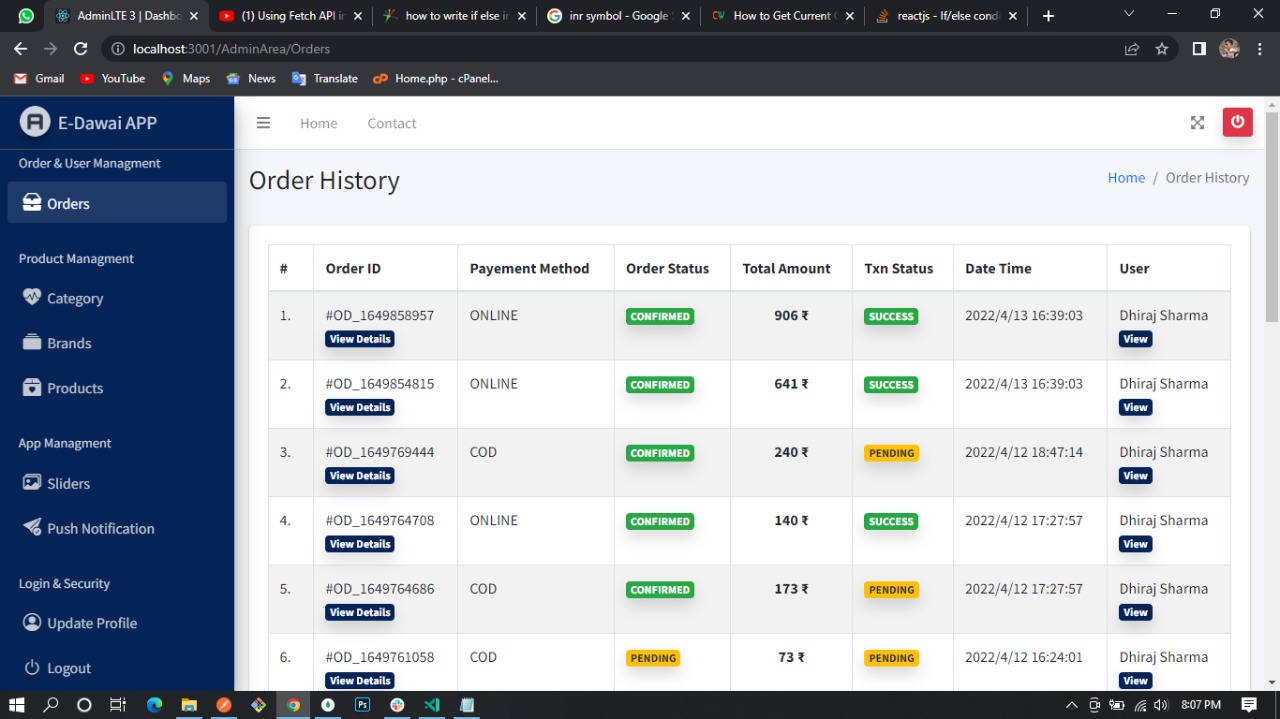 AdminLTE 3 | Dashbo
(1) Using Fetch API in
how to write if else in
inr symbol - Google S
How to Get Current
reactjs - If/else cond
localhost:3001/AdminArea/Orders
Gmail
YouTube
Maps
News
Translate
Home.php - cPanel...
E-Dawai APP
Home
Contact
Order & User Managment
Orders
Product Managment
Category
Brands
Products
App Managment
Sliders
Push Notification
Login & Security
Update Profile
Logout
Order History
Home / Order History
# Order ID Payement Method Order Status Total Amount Txn Status Date Time User
1. #OD_1649858957 ONLINE CONFIRMED 906 ₹ SUCCESS 2022/4/13 16:39:03 Dhiraj Sharma
View Details View
2. #OD_1649854815 ONLINE CONFIRMED 641 ₹ SUCCESS 2022/4/13 16:39:03 Dhiraj Sharma
View Details View
3. #OD_1649769444 COD CONFIRMED 240 ₹ PENDING 2022/4/12 18:47:14 Dhiraj Sharma
View Details View
4. #OD_1649764708 ONLINE CONFIRMED 140 ₹ SUCCESS 2022/4/12 17:27:57 Dhiraj Sharma
View Details View
5. #OD_1649764686 COD CONFIRMED 173 ₹ PENDING 2022/4/12 17:27:57 Dhiraj Sharma
View Details View
6. #OD_1649761058 COD PENDING 73 ₹ PENDING 2022/4/12 16:24:01 Dhiraj Sharma
View Details View
8:07 PM